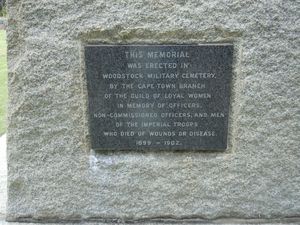 THIS MEMORIAL
WAS ERECTED IN
WOODSTOCK MILITARY CEMETERY,
BY THE CAPE TOWN BRANCH
OF THE GUILD OF LOYAL WOMEN
IN MEMORY OF OFFICERS,
NON-COMMISSIONED OFFICERS, AND MEN
OF THE IMPERIAL TROOPS
WHO DIED OF WOUNDS OR DISEASE.
1899 - 1902.